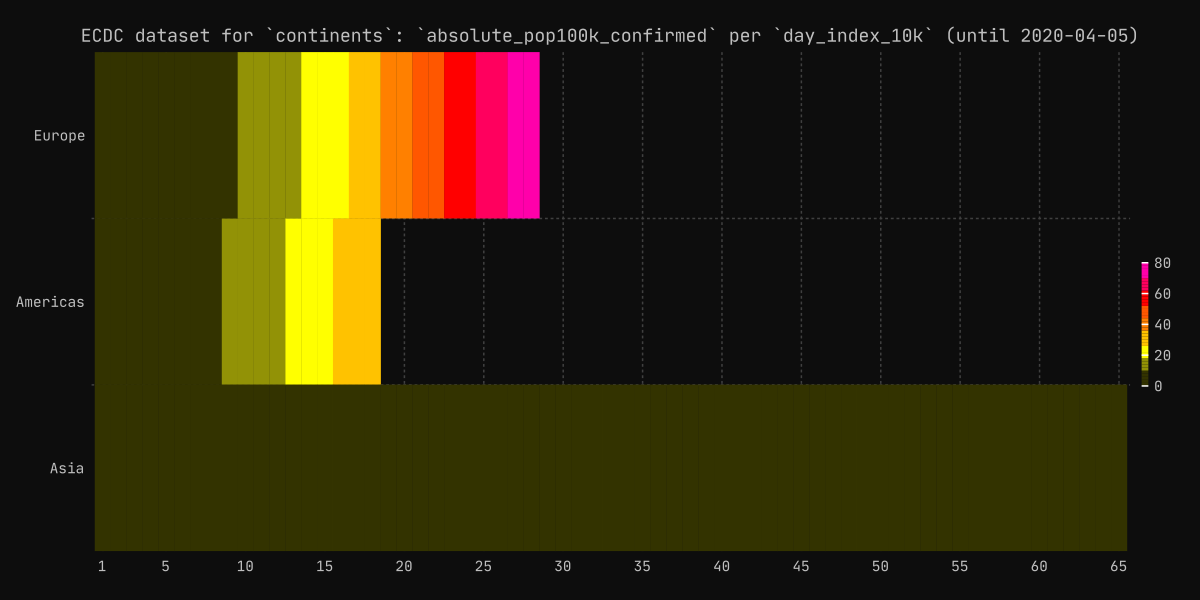 ECDC dataset for `continents`: `absolute_pop100k_confirmed` per `day_index_10k` (until 2020-04-05)
Europe
Americas
Asia
80
60
40
20
0
1 5 10 15 20 25 30 35 40 45 50 55 60 65